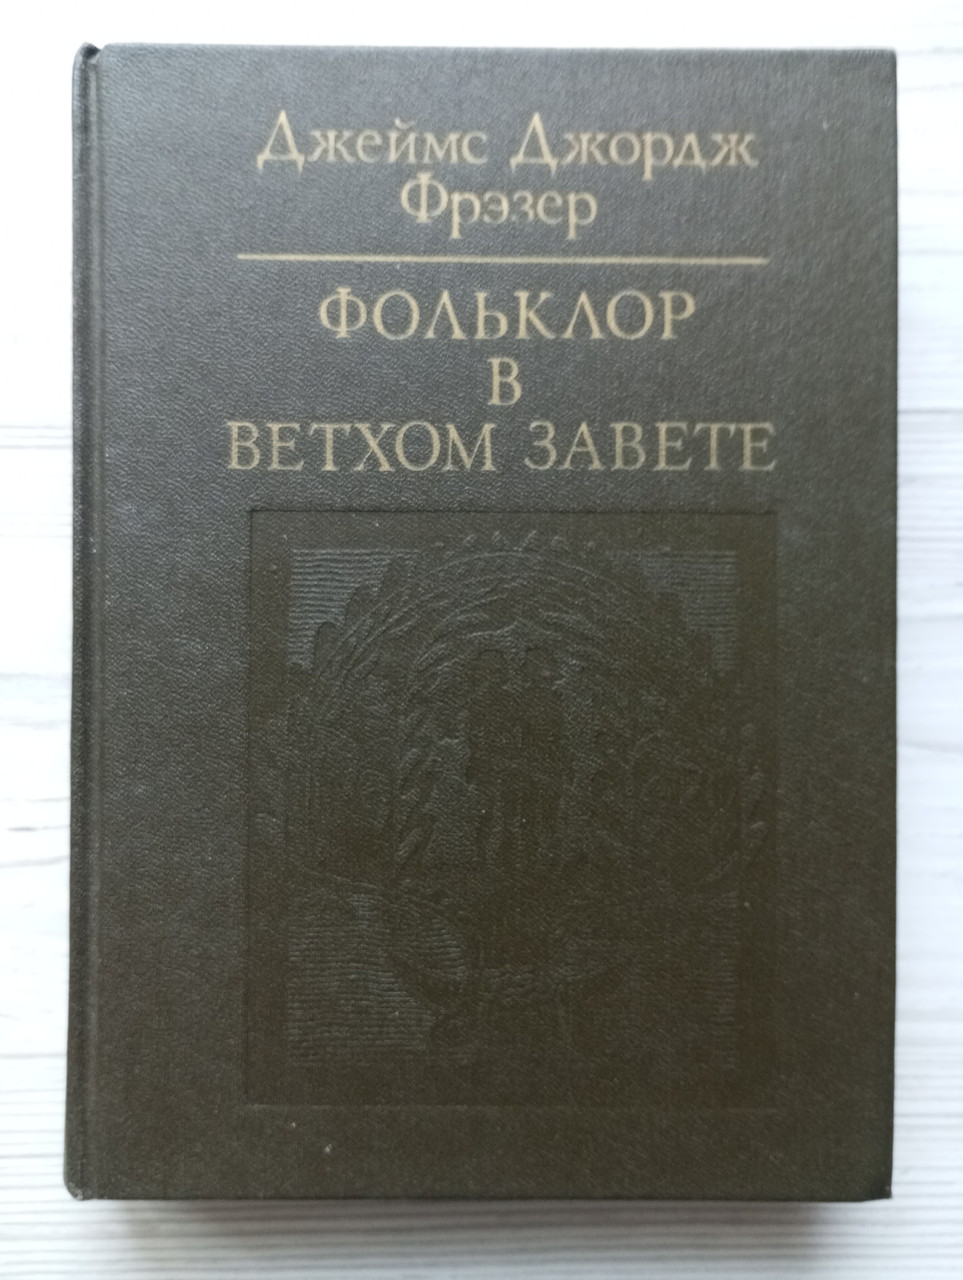 Джеймс Джордж
Фрэзер
ФОЛЬКЛОР
В
ВЕТХОМ ЗАВЕТЕ